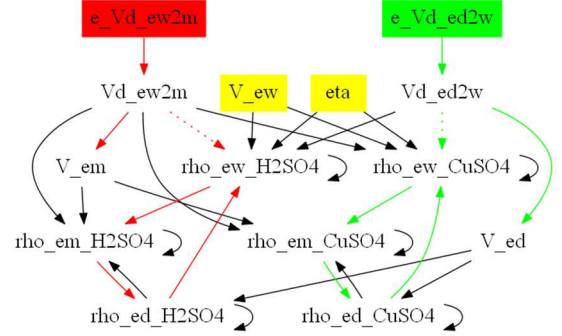 e_Vd_ew2m e_Vd_ed2w
Vd_ew2m V_ew eta Vd_ed2w
V_em rho_ew_H2SO4 rho_ew_CuSO4
rho_em_H2SO4 rho_em_CuSO4 V_ed
rho_ed_H2SO4 rho_ed_CuSO4